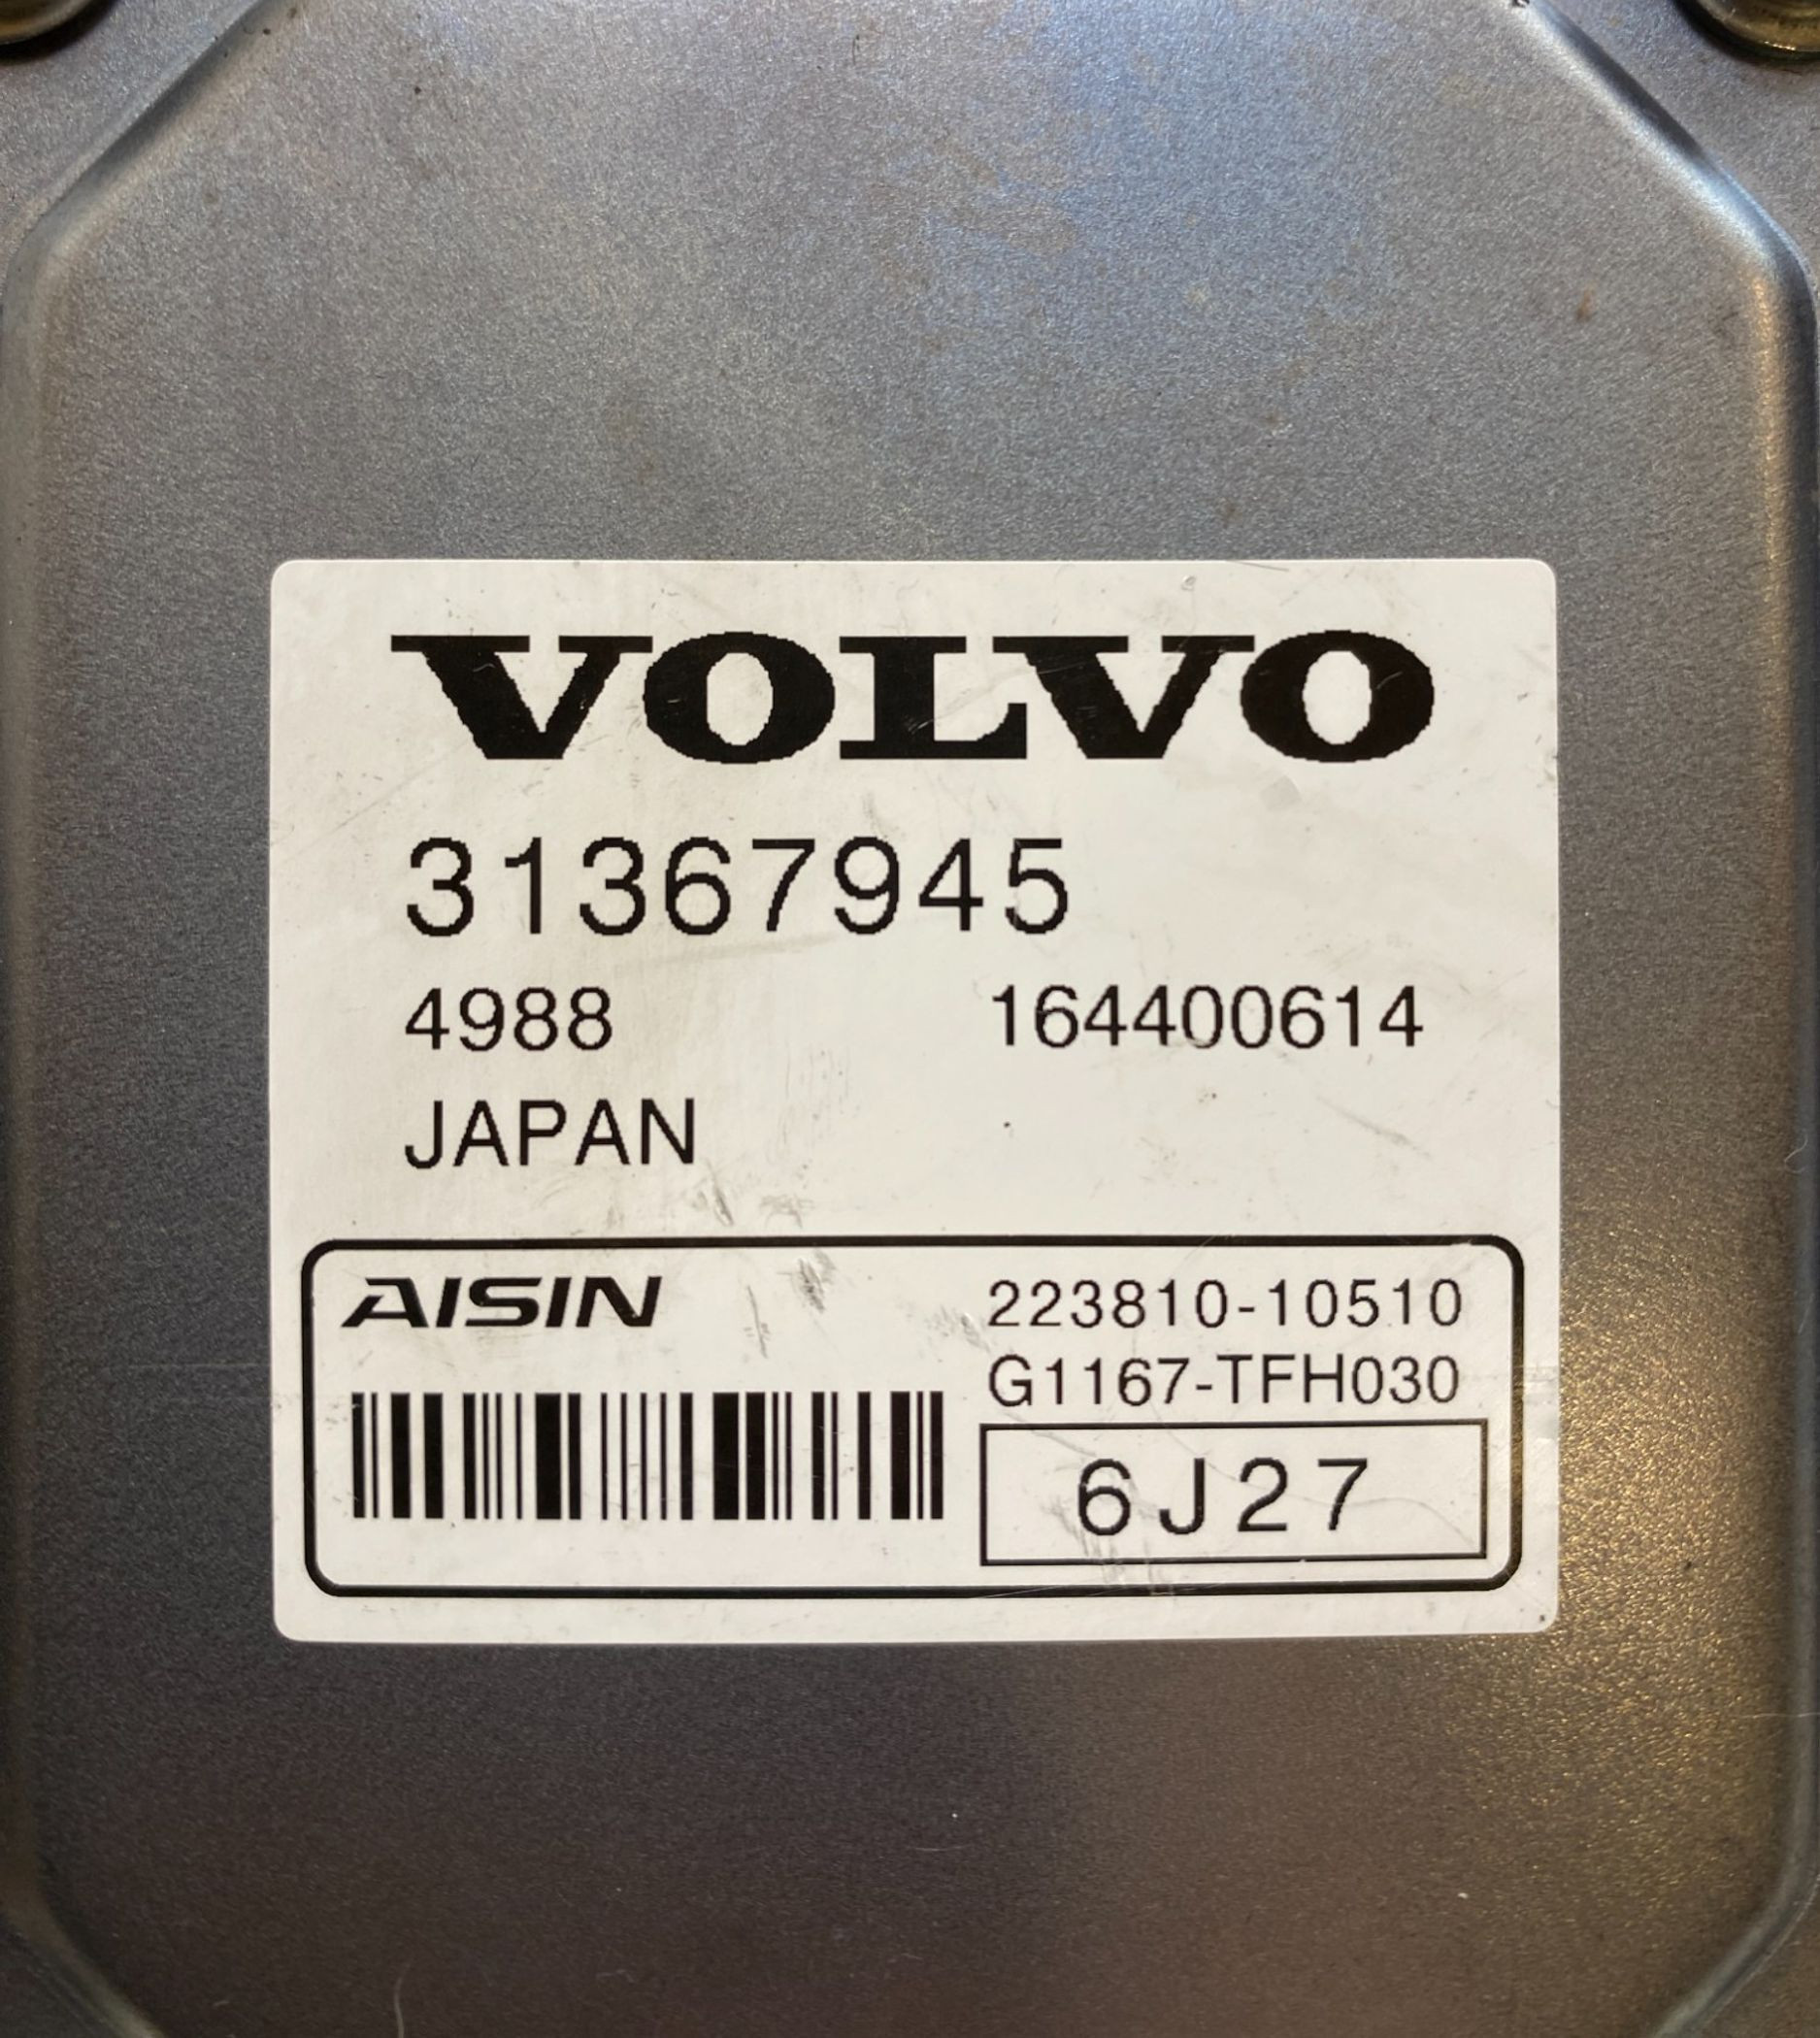 VOLVO
31367945
4988 164400614
JAPAN
AISIN 223810-10510
G1167-TFH030
6J27